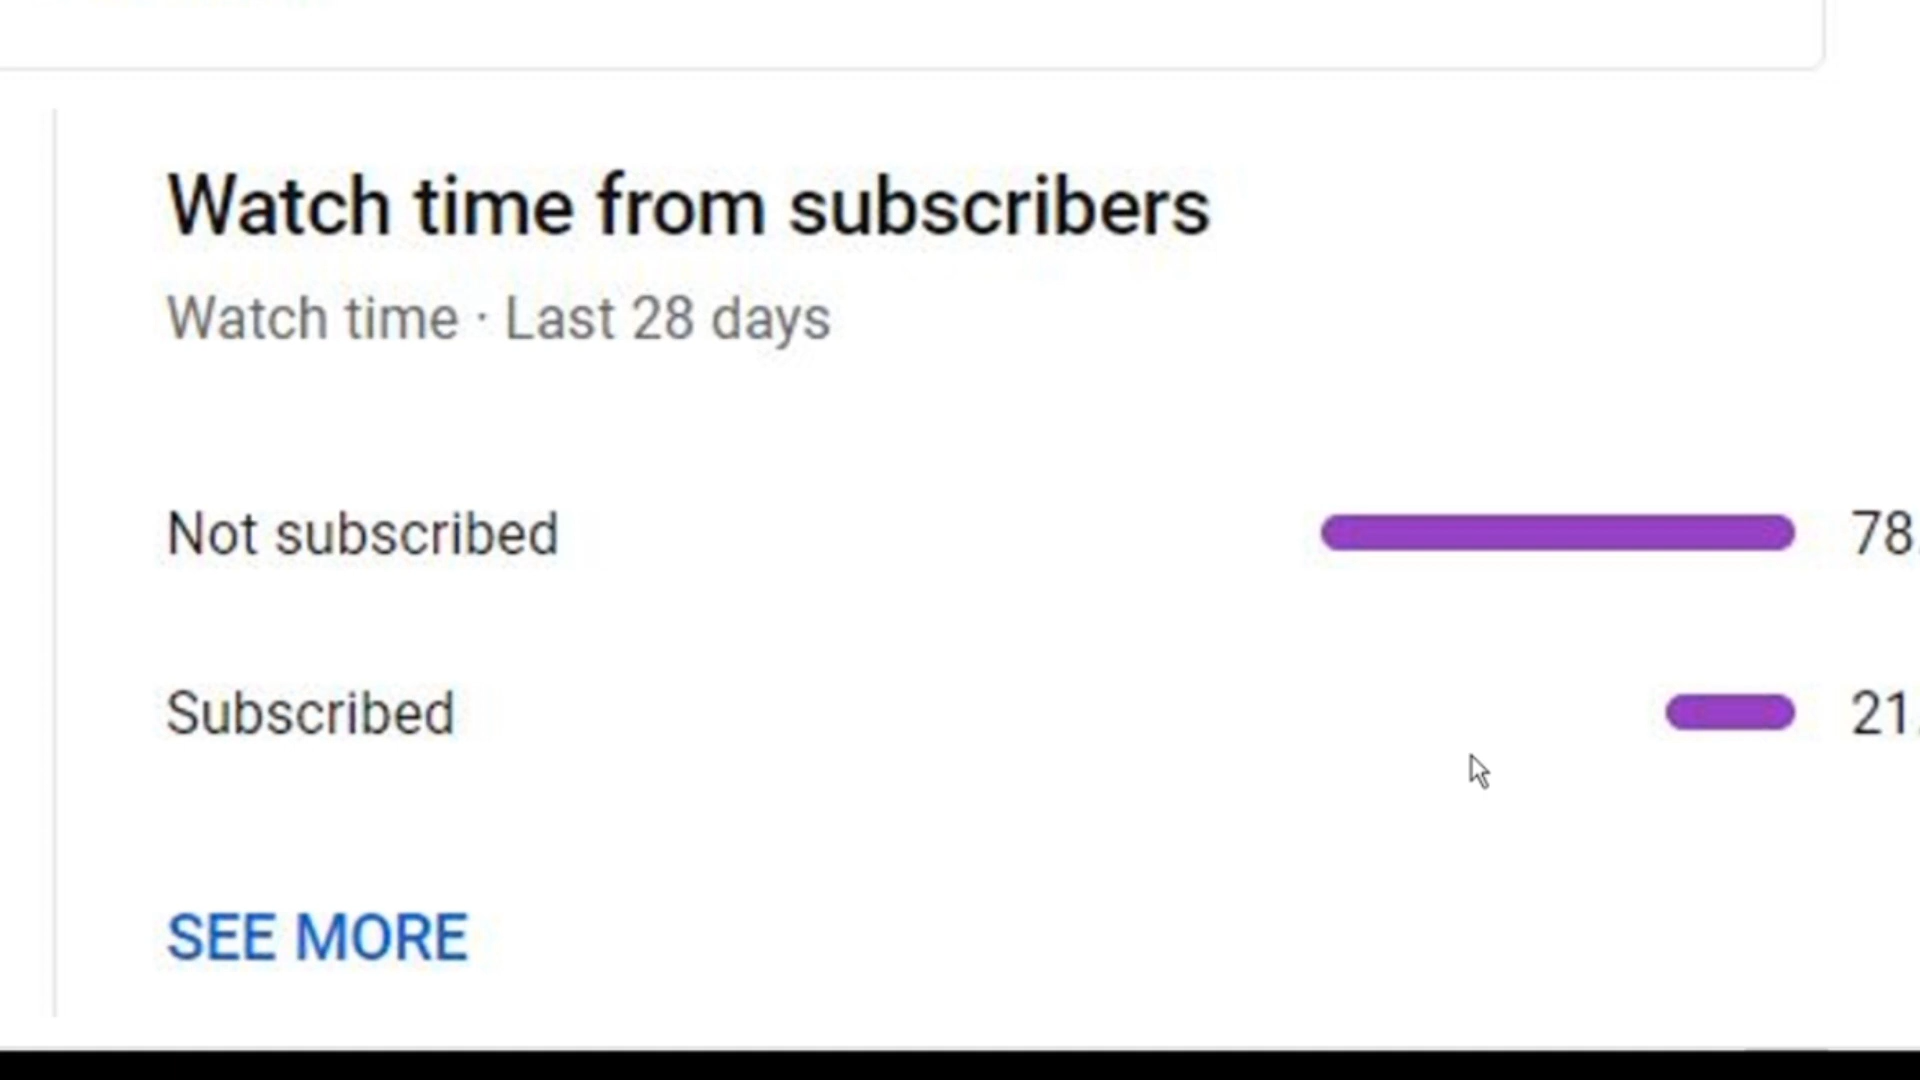 Watch time from subscribers
Watch time · Last 28 days
Not subscribed 78.
Subscribed 21.
SEE MORE